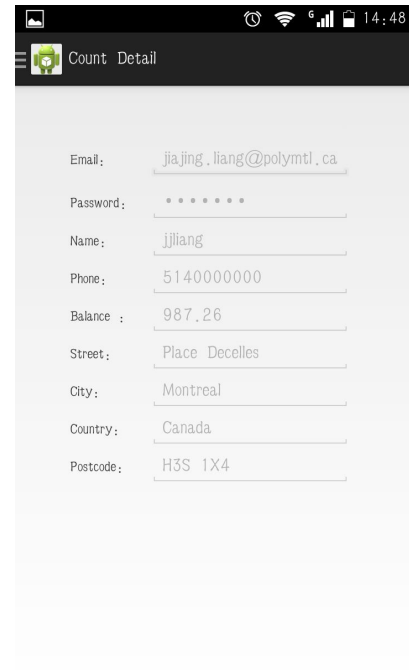 G 14:48
Count Detail
Email: jiajing.liang@polymtl.ca
Password: •••••••
Name: jjliang
Phone: 5140000000
Balance : 987.26
Street: Place Decelles
City: Montreal
Country: Canada
Postcode: H3S 1X4